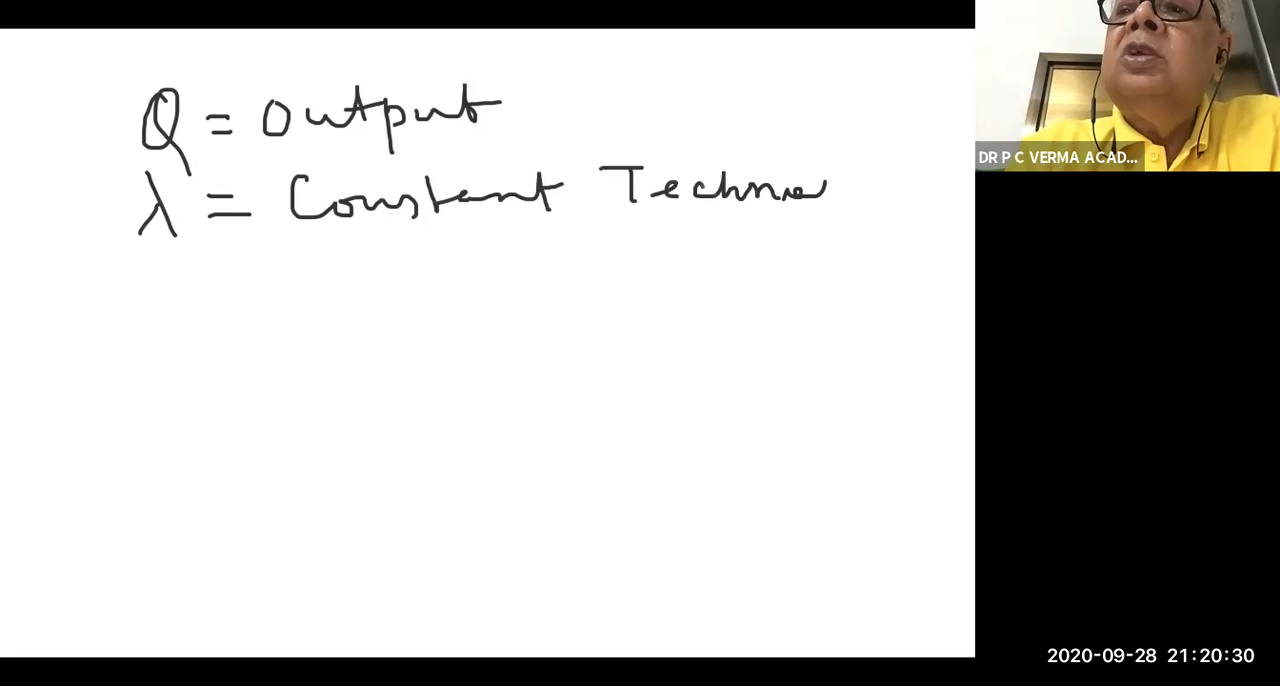 Q = Output
λ = Constant Techno
DR P C VERMA ACAD...
2020-09-28 21:20:30